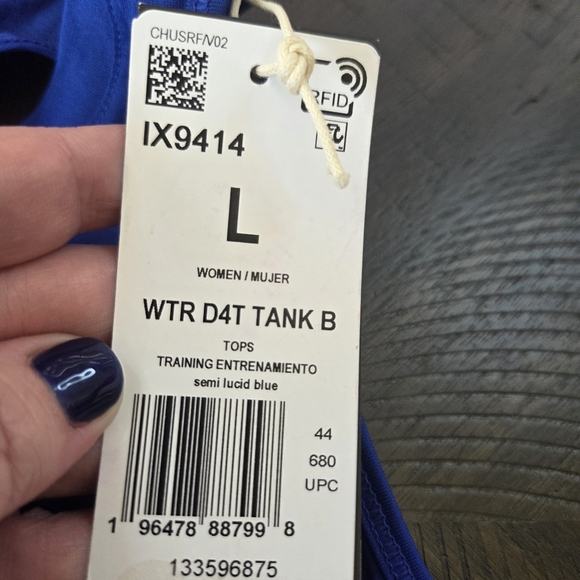 CHUSRF/V02
RFID
IX9414
L
WOMEN / MUJER
WTR D4T TANK B
TOPS
TRAINING ENTRENAMIENTO
semi lucid blue
44
680
UPC
1 96478 88799 8
133596875